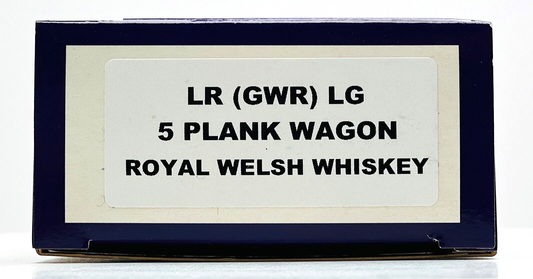 LR (GWR) LG
5 PLANK WAGON
ROYAL WELSH WHISKEY